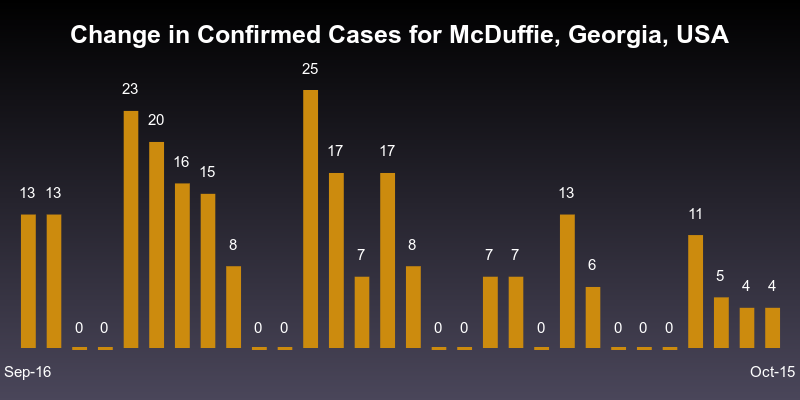 Change in Confirmed Cases for McDuffie, Georgia, USA
13 13 0 0 23 20 16 15 8 0 0 25 17 7 17 8 0 0 7 7 0 13 6 0 0 0 11 5 4 4
Sep-16 Oct-15